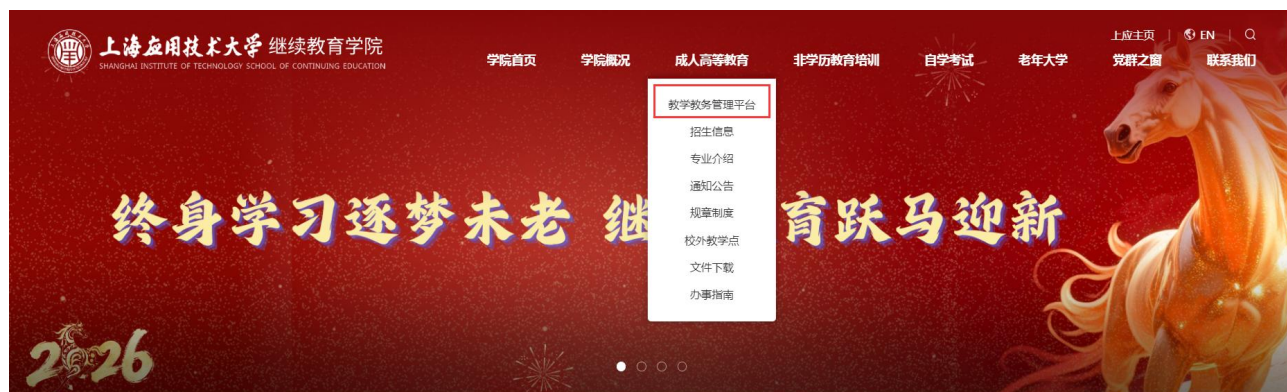 上海应用技术大学 继续教育学院
SHANGHAI INSTITUTE OF TECHNOLOGY SCHOOL OF CONTINUING EDUCATION
上应主页 | EN |
学院首页 学院概况 成人高等教育 非学历教育培训 自学考试 老年大学 党群之窗 联系我们
教学教务管理平台
招生信息
专业介绍
通知公告
规章制度
校外教学点
文件下载
办事指南
终身学习逐梦未老 继 育跃马迎新
2026